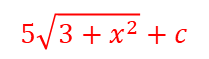 5√(3 + x²) + c